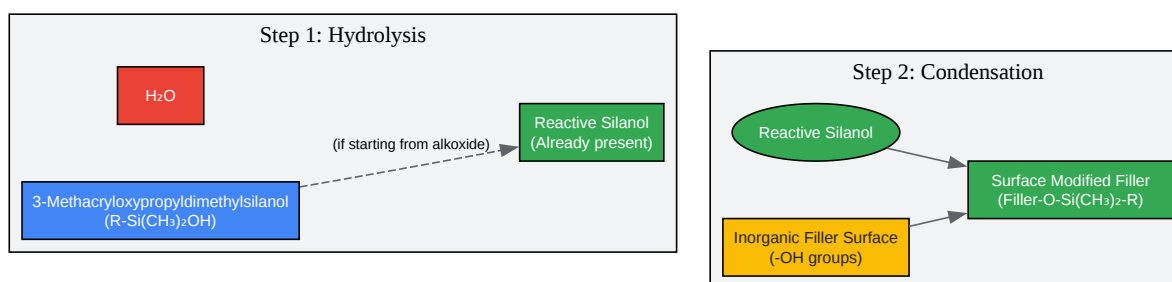 Step 1: Hydrolysis
H₂O
(if starting from alkoxide)
Reactive Silanol
(Already present)
3-Methacryloxypropyldimethylsilanol
(R-Si(CH₃)₂OH)
Step 2: Condensation
Reactive Silanol
Surface Modified Filler
(Filler-O-Si(CH₃)₂-R)
Inorganic Filler Surface
(-OH groups)